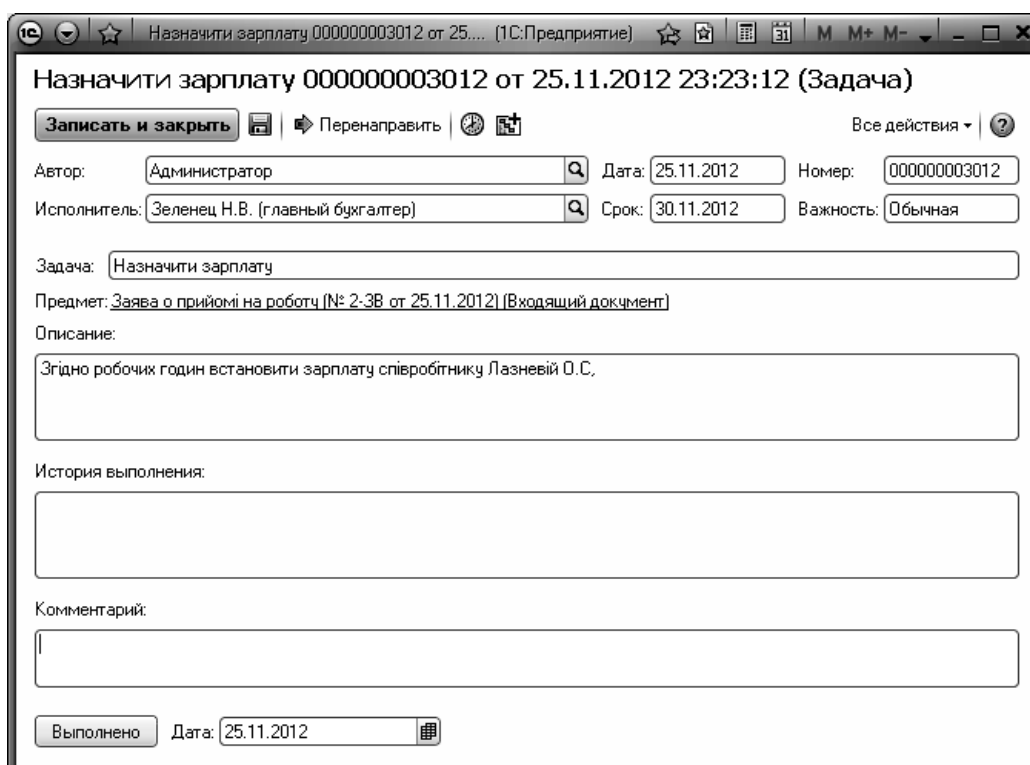 Назначити зарплату 000000003012 от 25.... (1С:Предприятие) 31 M M+ M-
Назначити зарплату 000000003012 от 25.11.2012 23:23:12 (Задача)
Записать и закрыть Перенаправить Все действия ?
Автор: Администратор Дата: 25.11.2012 Номер: 000000003012
Исполнитель: Зеленец Н.В. (главный бухгалтер) Срок: 30.11.2012 Важность: Обычная
Задача: Назначити зарплату
Предмет: Заява о прийомі на роботу (№ 2-ЗВ от 25.11.2012) (Входящий документ)
Описание:
Згідно робочих годин встановити зарплату співробітнику Лазневій О.С,
История выполнения:
Комментарий:
Выполнено Дата: 25.11.2012